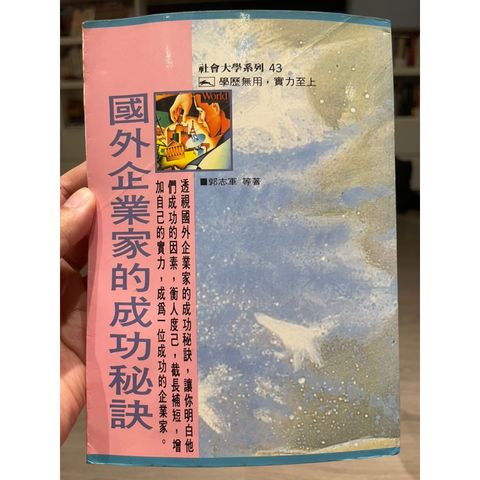 社會大學系列 43
學歷無用，實力至上
World
國外企業家的成功秘訣
■郭志軍 等著
透視國外企業家的成功秘訣，讓你明白他
們成功的因素，衡人度己，截長補短，增
加自己的實力，成為一位成功的企業家。